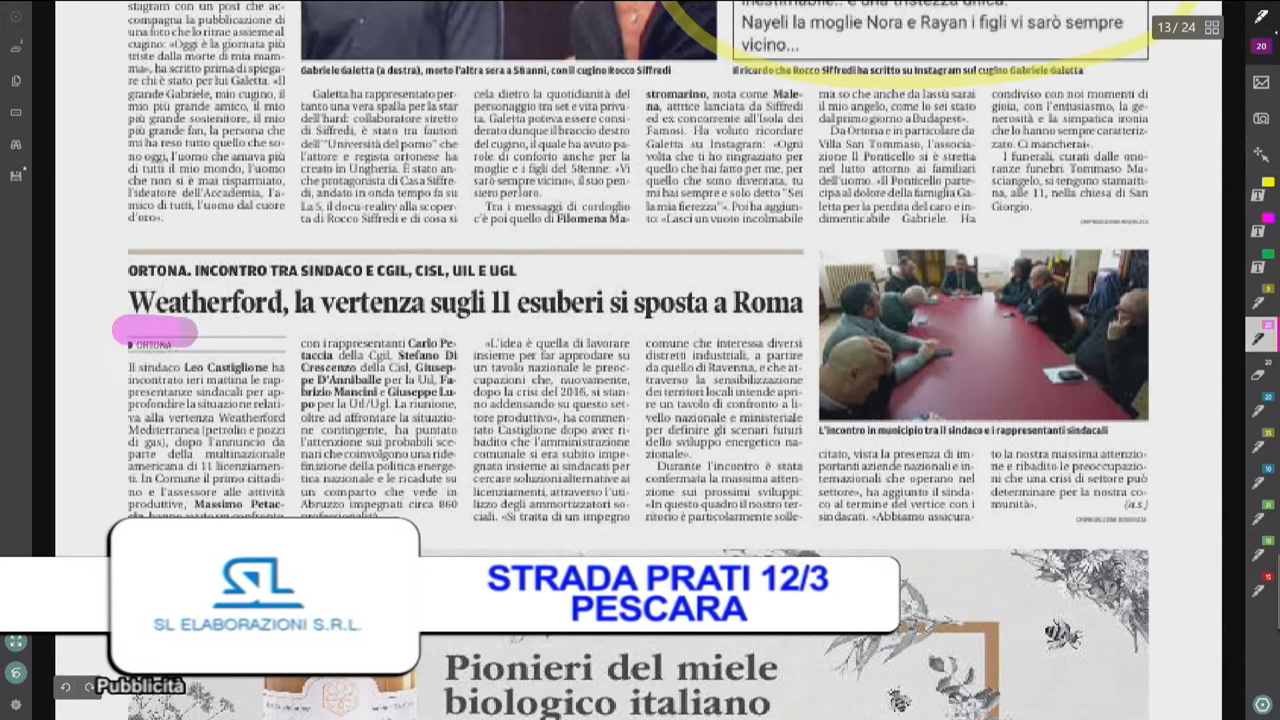 stagram con un post che ac-
compagna la pubblicazione di
una foto che lo ritrae assieme al
cugino: «Oggi è la giornata più
triste dalla morte di mia mam-
ma», ha scritto prima di spiega-
re chi è stato per lui Galetta. «Il
grande Gabriele, mio cugino, il
mio più grande amico, il mio
più grande sostenitore, il mio
più grande fan, la persona che
mi ha reso tutto quello che so-
no oggi, l'uomo che amava più
di tutti il mio mondo, l'uomo
che non si è mai risparmiato,
l'ideatore dell'Accademia, l'a-
mico di tutti, l'uomo dal cuore
d'oro».
Nayeli la moglie Nora e Rayan i figli vi sarò sempre
vicino...
13 / 24
Gabriele Galetta (a destra), morto l'altra sera a 58 anni, con il cugino Rocco Siffredi
Il ricordo che Rocco Siffredi ha scritto su Instagram sul cugino Gabriele Galetta
Galetta ha rappresentato per-
tanto una vera spalla per la star
dell'hard: collaboratore stretto
di Siffredi, è stato tra fautori
dell'"Università del porno" che
l'attore e regista ortonese ha
creato in Ungheria. È stato an-
che protagonista di Casa Siffre-
di, andato in onda tempo fa su
La 5, il docu-reality alla scoper-
ta di Rocco Siffredi e di cosa si
cela dietro la quotidianità del
personaggio tra set e vita priva-
ta. Galetta poteva essere consi-
derato dunque il braccio destro
del cugino, il quale ha avuto pa-
role di conforto anche per la
moglie e i figli del 58enne: «Vi
sarò sempre vicino», il suo pen-
siero per loro.
Tra i messaggi di cordoglio
c'è poi quello di Filomena Ma-
stromarino, nota come Male-
na, attrice lanciata da Siffredi
ed ex concorrente all'Isola dei
Famosi. Ha voluto ricordare
Galetta su Instagram: «Ogni
volta che ti ho ringraziato per
quello che hai fatto per me, per
quello che sono diventata, tu
mi hai sempre e solo detto "Sei
la mia fierezza"». Poi ha aggiun-
to: «Lasci un vuoto incolmabile
ma so che anche da lassù sarai
il mio angelo, come lo sei stato
dal primo giorno a Budapest».
Da Ortona e in particolare da
Villa San Tommaso, l'associa-
zione Il Ponticello si è stretta
nel lutto attorno ai familiari
dell'uomo. «Il Ponticello parte-
cipa al dolore della famiglia Ga-
letta per la perdita del caro e in-
dimenticabile Gabriele. Ha
condiviso con noi momenti di
gioia, con l'entusiasmo, la ge-
nerosità e la simpatica ironia
che lo hanno sempre caratteriz-
zato. Ci mancherai».
I funerali, curati dalle ono-
ranze funebri Tommaso Ma-
sciangelo, si tengono stamatti-
na, alle 11, nella chiesa di San
Giorgio.
ORTONA. INCONTRO TRA SINDACO E CGIL, CISL, UIL E UGL
Weatherford, la vertenza sugli 11 esuberi si sposta a Roma
ORTONA
Il sindaco Leo Castiglione ha
incontrato ieri mattina le rap-
presentanze sindacali per ap-
profondire la situazione relati-
va alla vertenza Weatherford
Mediterranea (petrolio e pozzi
di gas), dopo l'annuncio da
parte della multinazionale
americana di 11 licenziamen-
ti. In Comune il primo cittadi-
no e l'assessore alle attività
produttive, Massimo Petac-
con i rappresentanti Carlo Pe-
taccia della Cgil, Stefano Di
Crescenzo della Cisl, Giusep-
pe D'Anniballe per la Uil, Fa-
brizio Mancini e Giuseppe Lu-
po per la Uil/Ugl. La riunione,
oltre ad affrontare la situazio-
ne contingente, ha puntato
l'attenzione sui probabili sce-
nari che coinvolgono una ride-
finizione della politica energe-
tica nazionale e le ricadute su
un comparto che vede in
Abruzzo impegnati circa 860
«L'idea è quella di lavorare
insieme per far approdare su
un tavolo nazionale le preoc-
cupazioni che, nuovamente,
dopo la crisi del 2016, si stan-
no addensando su questo set-
tore produttivo», ha commen-
tato Castiglione dopo aver ri-
badito che l'amministrazione
comunale si era subito impe-
gnata insieme ai sindacati per
cercare soluzioni alternative ai
licenziamenti, attraverso l'uti-
lizzo degli ammortizzatori so-
ciali. «Si tratta di un impegno
comune che interessa diversi
distretti industriali, a partire
da quello di Ravenna, e che at-
traverso la sensibilizzazione
dei territori locali intende apri-
re un tavolo di confronto a li-
vello nazionale e ministeriale
per definire gli scenari futuri
dello sviluppo energetico na-
zionale».
Durante l'incontro è stata
confermata la massima atten-
zione sui prossimi sviluppi:
«In questo quadro il nostro ter-
ritorio è particolarmente solle-
L'incontro in municipio tra il sindaco e i rappresentanti sindacali
citato, vista la presenza di im-
portanti aziende nazionali e in-
ternazionali che operano nel
settore», ha aggiunto il sinda-
co al termine del vertice con i
sindacati. «Abbiamo assicura-
to la nostra massima attenzio-
ne e ribadito le preoccupazio-
ni che una crisi di settore può
determinare per la nostra co-
munità».
(a.s.)
SL ELABORAZIONI S.R.L.
STRADA PRATI 12/3
PESCARA
Pubblicità
Pionieri del miele
biologico italiano